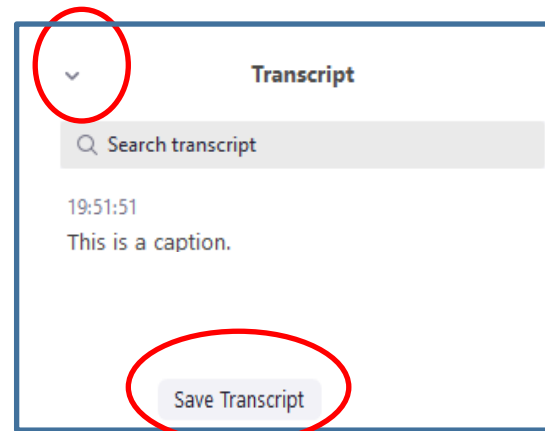 Transcript
Search transcript
19:51:51
This is a caption.
Save Transcript